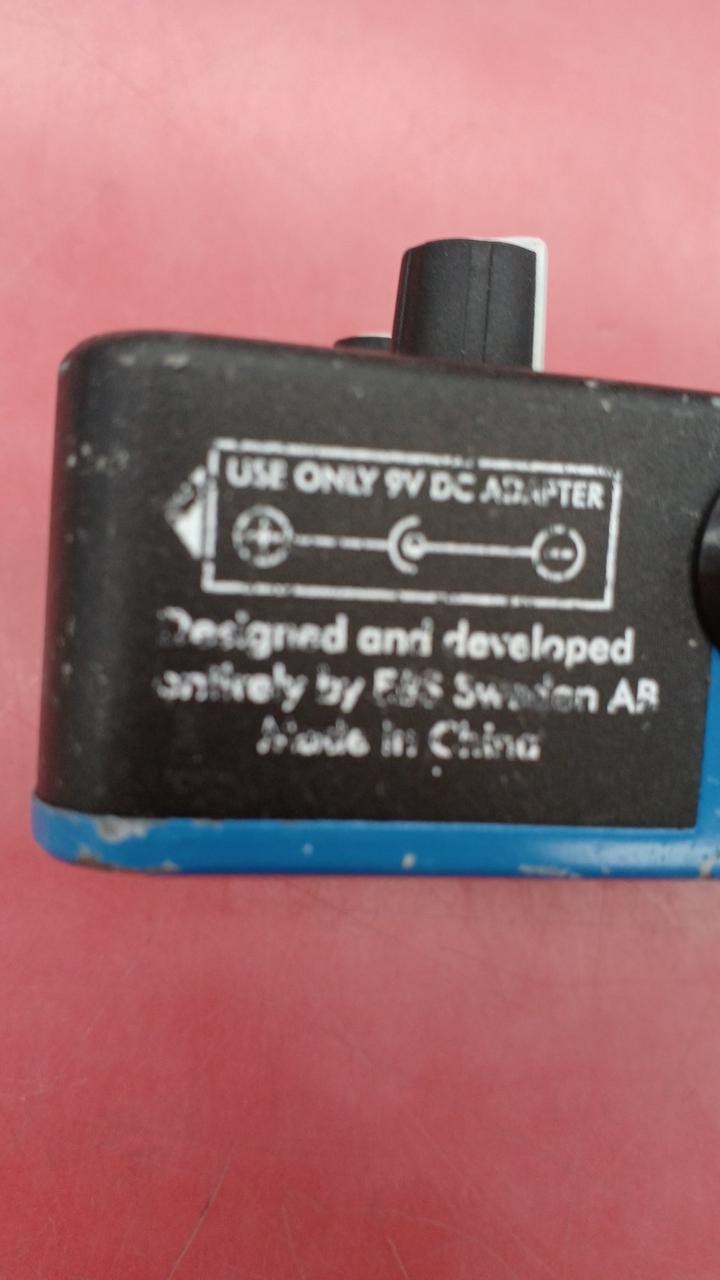 USE ONLY 9V DC ADAPTER
Designed and developed
entirely by EBS Sweden AB
Made in China